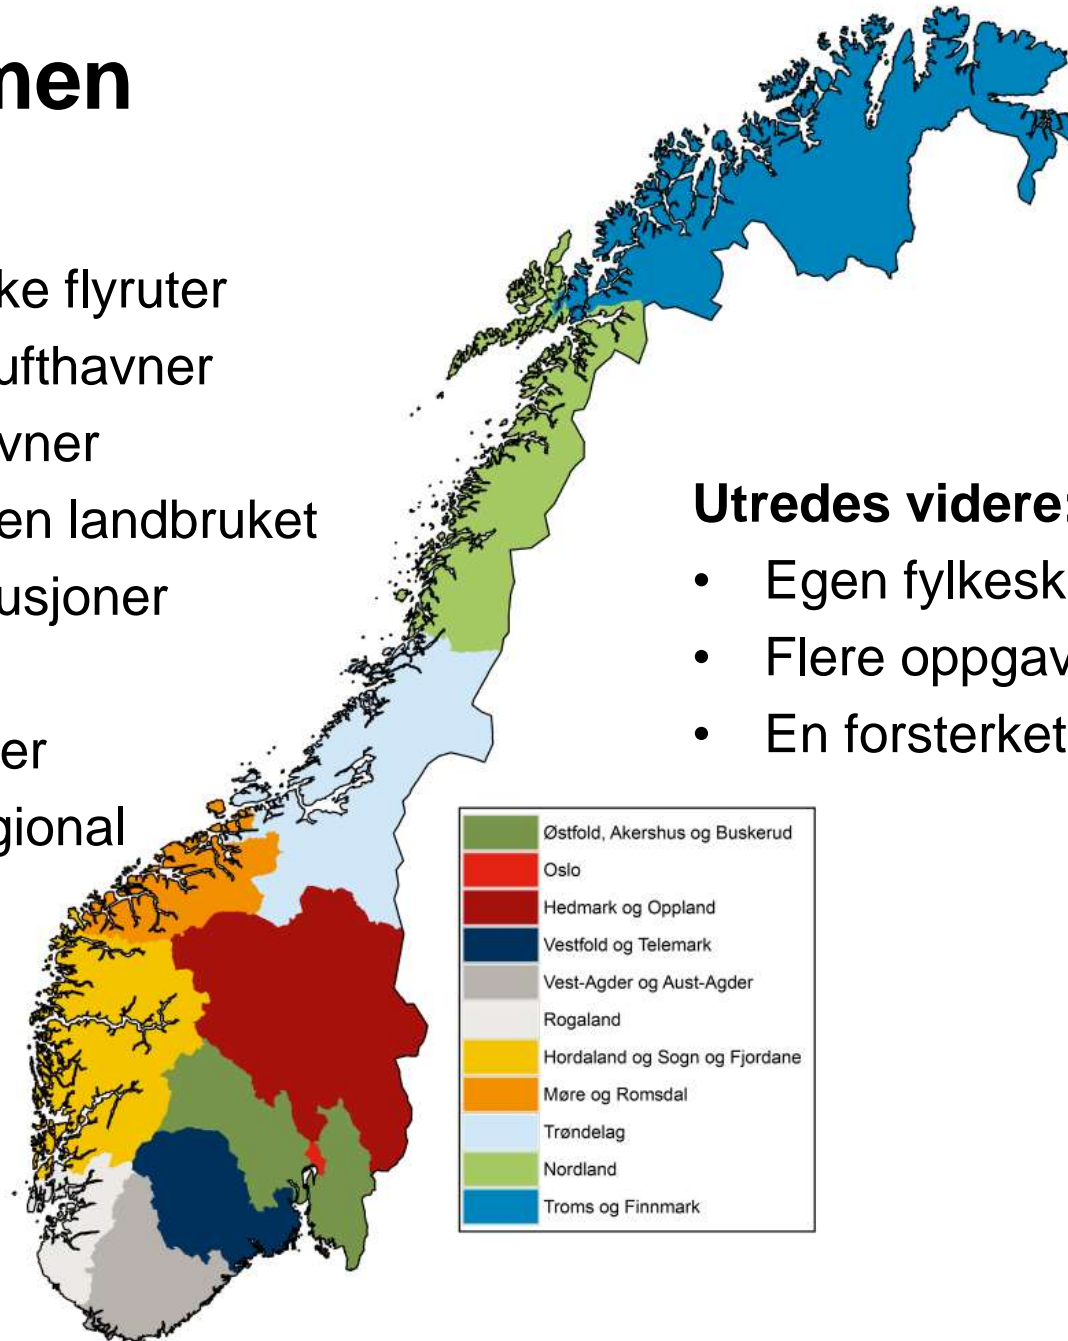 men
ke flyruter
ufthavner
vner
en landbruket
usjoner
er
gional
Utredes videre:
• Egen fylkesk
• Flere oppgav
• En forsterket
Østfold, Akershus og Buskerud
Oslo
Hedmark og Oppland
Vestfold og Telemark
Vest-Agder og Aust-Agder
Rogaland
Hordaland og Sogn og Fjordane
Møre og Romsdal
Trøndelag
Nordland
Troms og Finnmark